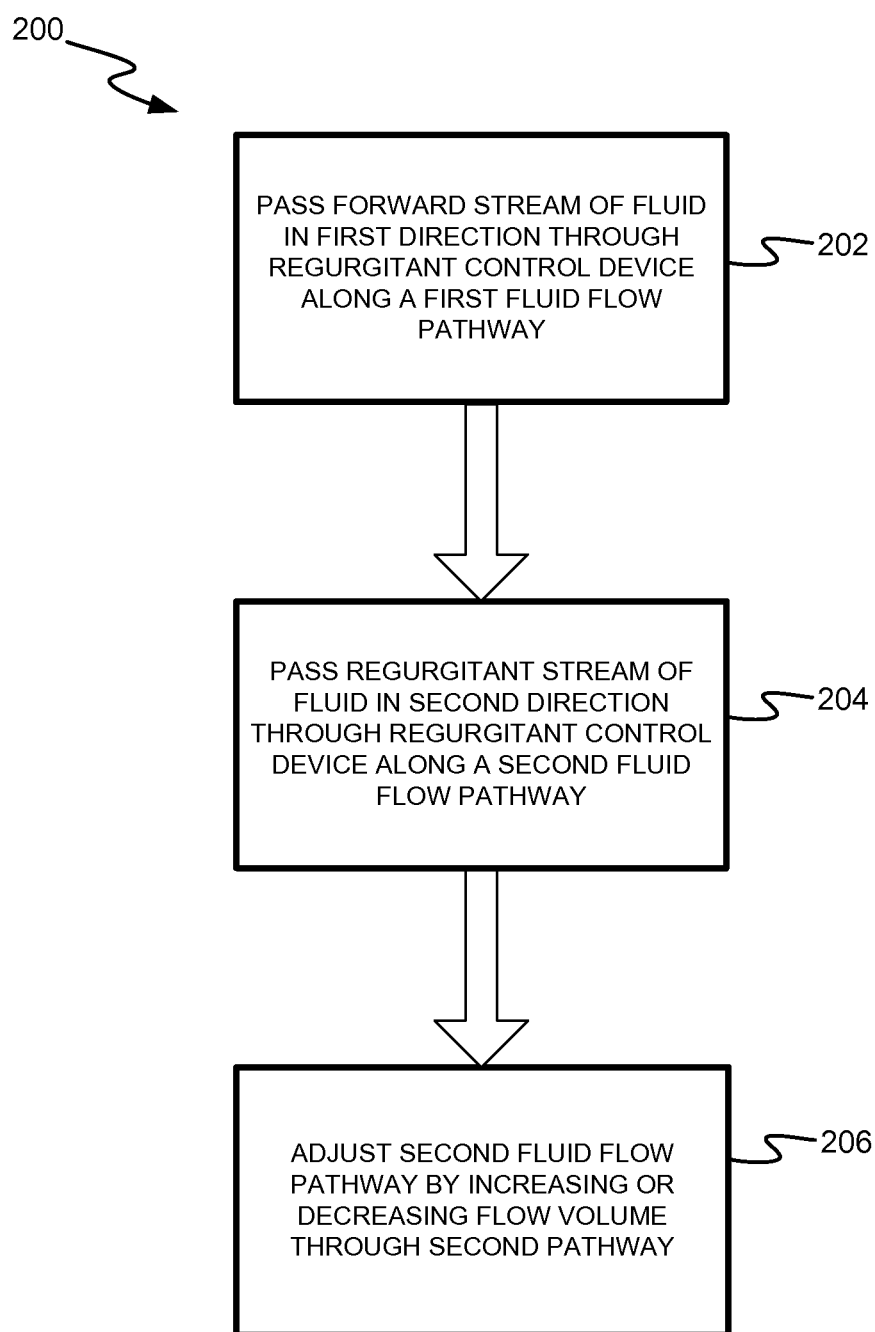 200
PASS FORWARD STREAM OF FLUID
IN FIRST DIRECTION THROUGH
REGURGITANT CONTROL DEVICE
ALONG A FIRST FLUID FLOW
PATHWAY
202
PASS REGURGITANT STREAM OF
FLUID IN SECOND DIRECTION
THROUGH REGURGITANT CONTROL
DEVICE ALONG A SECOND FLUID
FLOW PATHWAY
204
ADJUST SECOND FLUID FLOW
PATHWAY BY INCREASING OR
DECREASING FLOW VOLUME
THROUGH SECOND PATHWAY
206